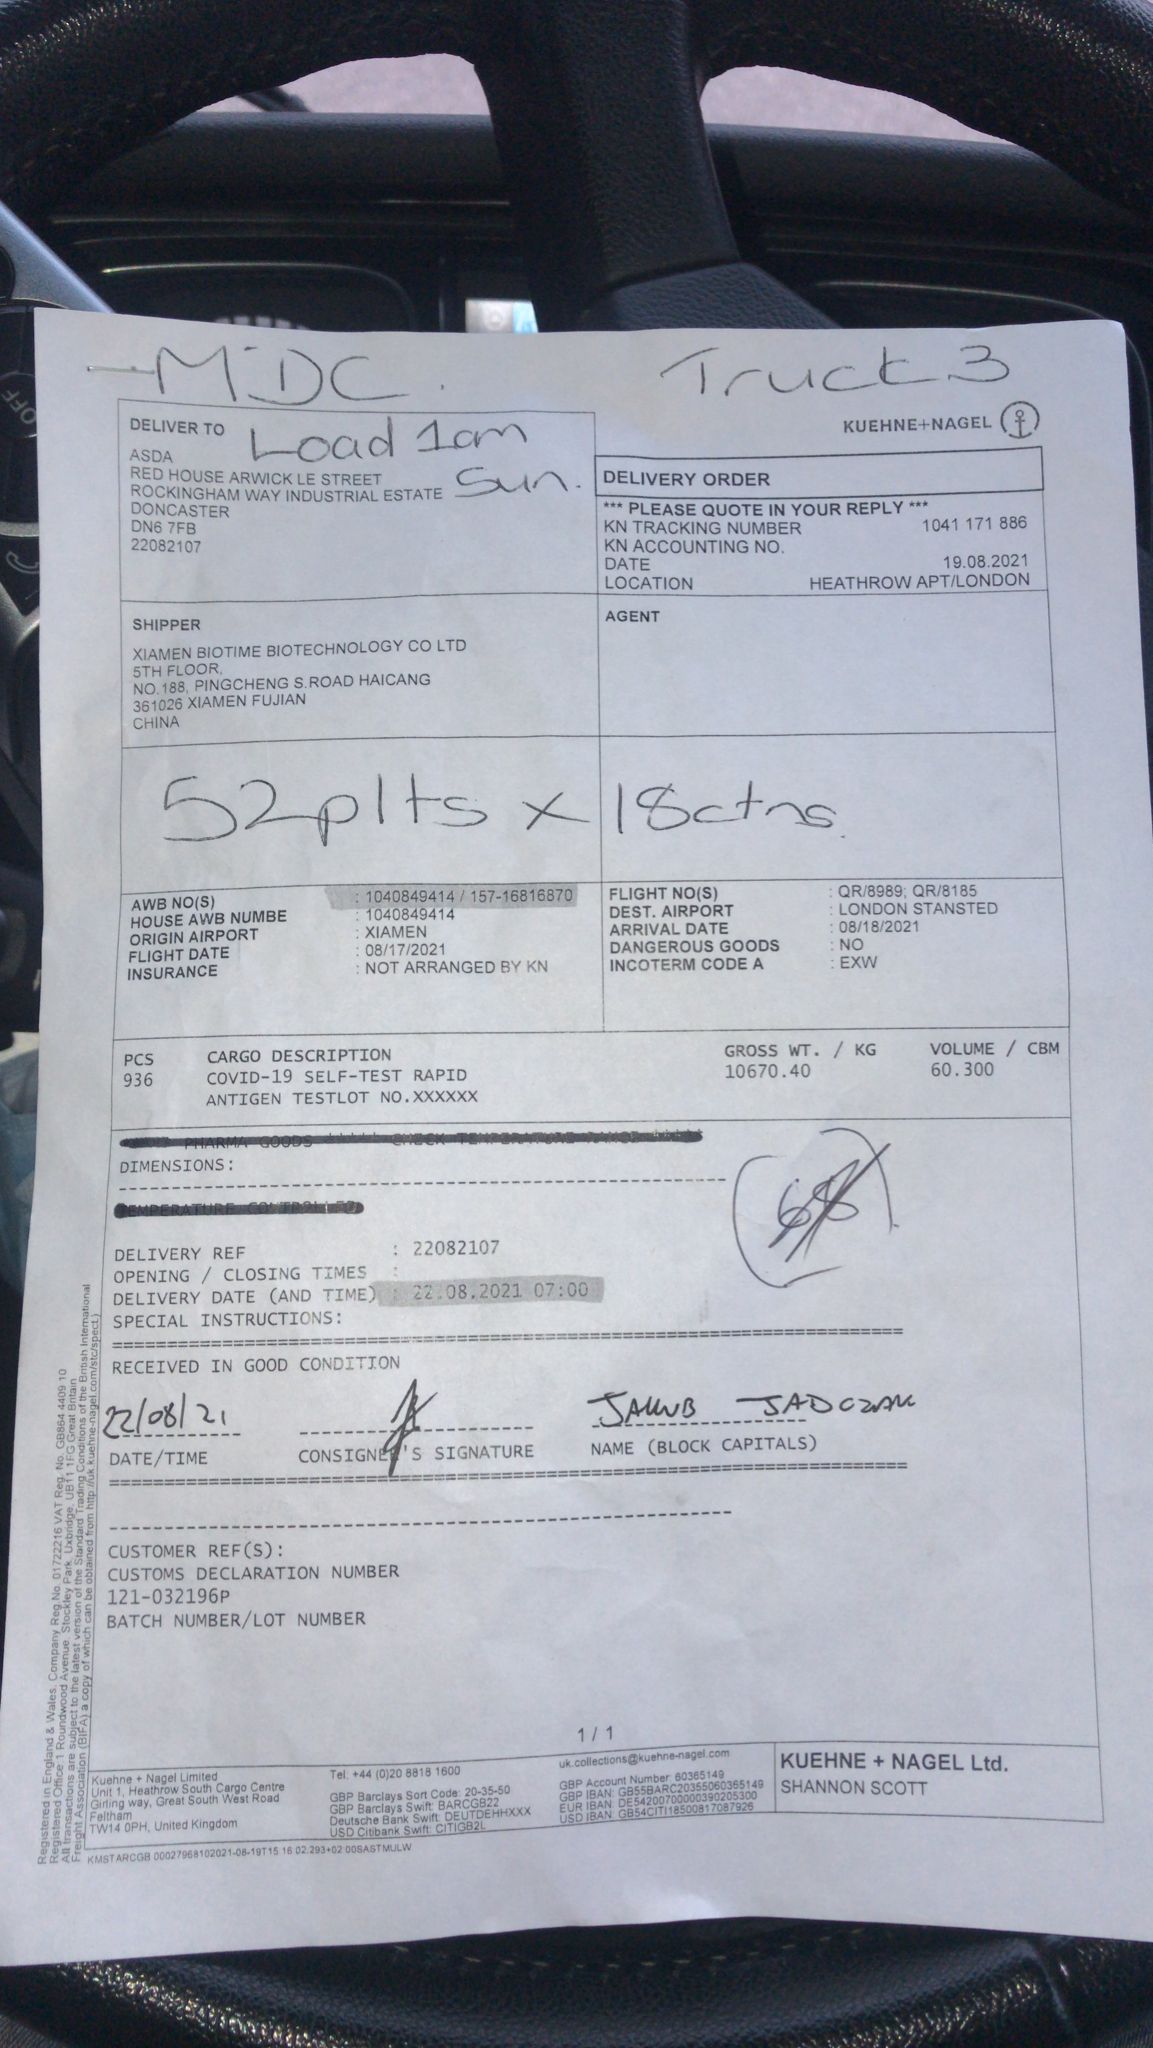 MDC. Truck 3
DELIVER TO
Load 1am
Sun.
ASDA
RED HOUSE ARWICK LE STREET
ROCKINGHAM WAY INDUSTRIAL ESTATE
DONCASTER
DN6 7FB
22082107
KUEHNE+NAGEL
DELIVERY ORDER
*** PLEASE QUOTE IN YOUR REPLY ***
KN TRACKING NUMBER 1041 171 886
KN ACCOUNTING NO.
DATE 19.08.2021
LOCATION HEATHROW APT/LONDON
SHIPPER
XIAMEN BIOTIME BIOTECHNOLOGY CO LTD
5TH FLOOR,
NO.188, PINGCHENG S.ROAD HAICANG
361026 XIAMEN FUJIAN
CHINA
AGENT
52plts x 18ctns.
AWB NO(S) : 1040849414 / 157-16816870
HOUSE AWB NUMBE : 1040849414
ORIGIN AIRPORT : XIAMEN
FLIGHT DATE : 08/17/2021
INSURANCE : NOT ARRANGED BY KN
FLIGHT NO(S) : QR/8989; QR/8185
DEST. AIRPORT : LONDON STANSTED
ARRIVAL DATE : 08/18/2021
DANGEROUS GOODS : NO
INCOTERM CODE A : EXW
PCS CARGO DESCRIPTION GROSS WT. / KG VOLUME / CBM
936 COVID-19 SELF-TEST RAPID 10670.40 60.300
ANTIGEN TESTLOT NO.XXXXXX
PHARMA GOODS ***** CHECK TEMPERATURE RANGE *****
DIMENSIONS:
TEMPERATURE CONTROLLED
68
DELIVERY REF : 22082107
OPENING / CLOSING TIMES :
DELIVERY DATE (AND TIME) : 22.08.2021 07:00
SPECIAL INSTRUCTIONS:
RECEIVED IN GOOD CONDITION
22/08/21 JAKUB JADCZAK
DATE/TIME CONSIGNEE'S SIGNATURE NAME (BLOCK CAPITALS)
CUSTOMER REF(S):
CUSTOMS DECLARATION NUMBER
121-032196P
BATCH NUMBER/LOT NUMBER
1 / 1
Kuehne + Nagel Limited
Unit 1, Heathrow South Cargo Centre
Girling way, Great South West Road
Feltham
TW14 0PH, United Kingdom
Tel: +44 (0)20 8818 1600
GBP Barclays Sort Code: 20-35-50
GBP Barclays Swift: BARCGB22
Deutsche Bank Swift: DEUTDEHHXXX
USD Citibank Swift: CITIGB2L
uk.collections@kuehne-nagel.com
GBP Account Number 60365149
GBP IBAN: GB55BARC20355060365149
EUR IBAN: DE54200700000390205300
USD IBAN: GB54CITI18500817087926
KUEHNE + NAGEL Ltd.
SHANNON SCOTT
KMSTARCGB 00027968102021-08-19T15 16 02.293+02:00SASTMULW
Registered in England & Wales, Company Reg.No. 01722216 VAT Reg. No. GB864 4409 10
Registered Office:1 Roundwood Avenue, Stockley Park, Uxbridge, UB11 1FG Great Britain
All transactions are subject to the latest version of the Standard Trading Conditions of the British International
Freight Association (BIFA) a copy of which can be obtained from http://uk.kuehne-nagel.com/stc/spect.)
OFF